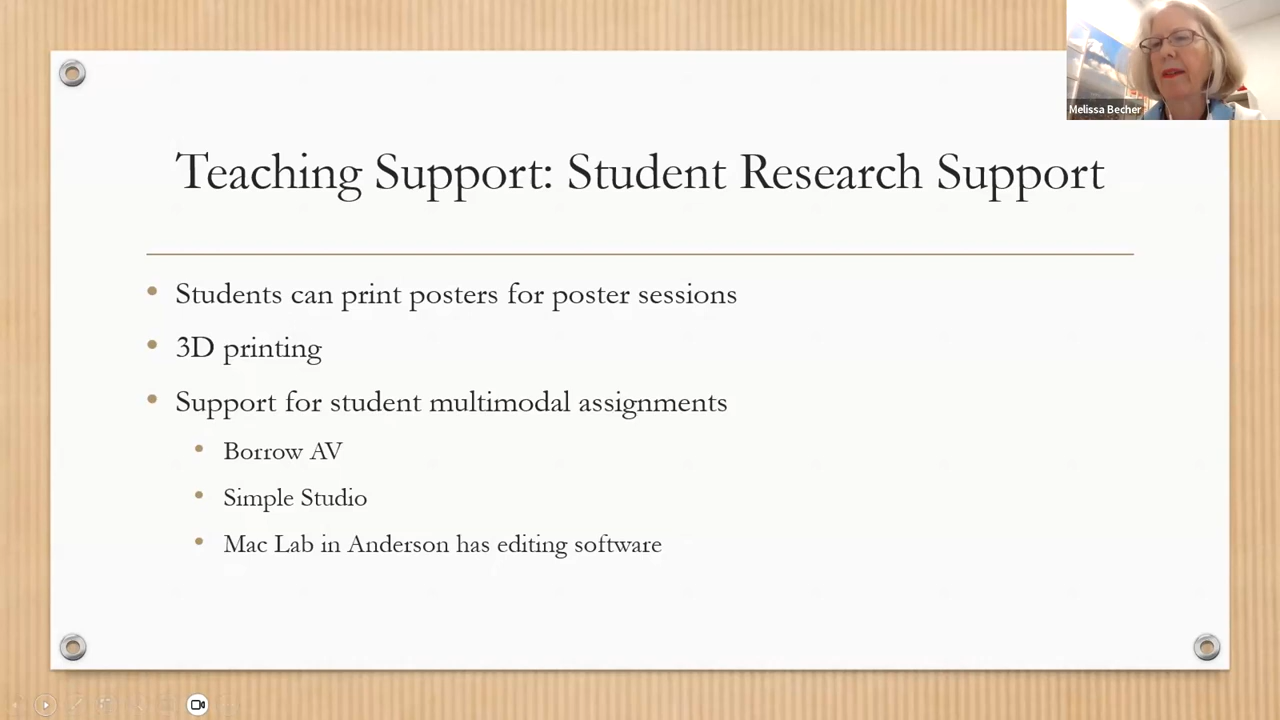 Melissa Becher
Teaching Support: Student Research Support
Students can print posters for poster sessions
3D printing
Support for student multimodal assignments
Borrow AV
Simple Studio
Mac Lab in Anderson has editing software